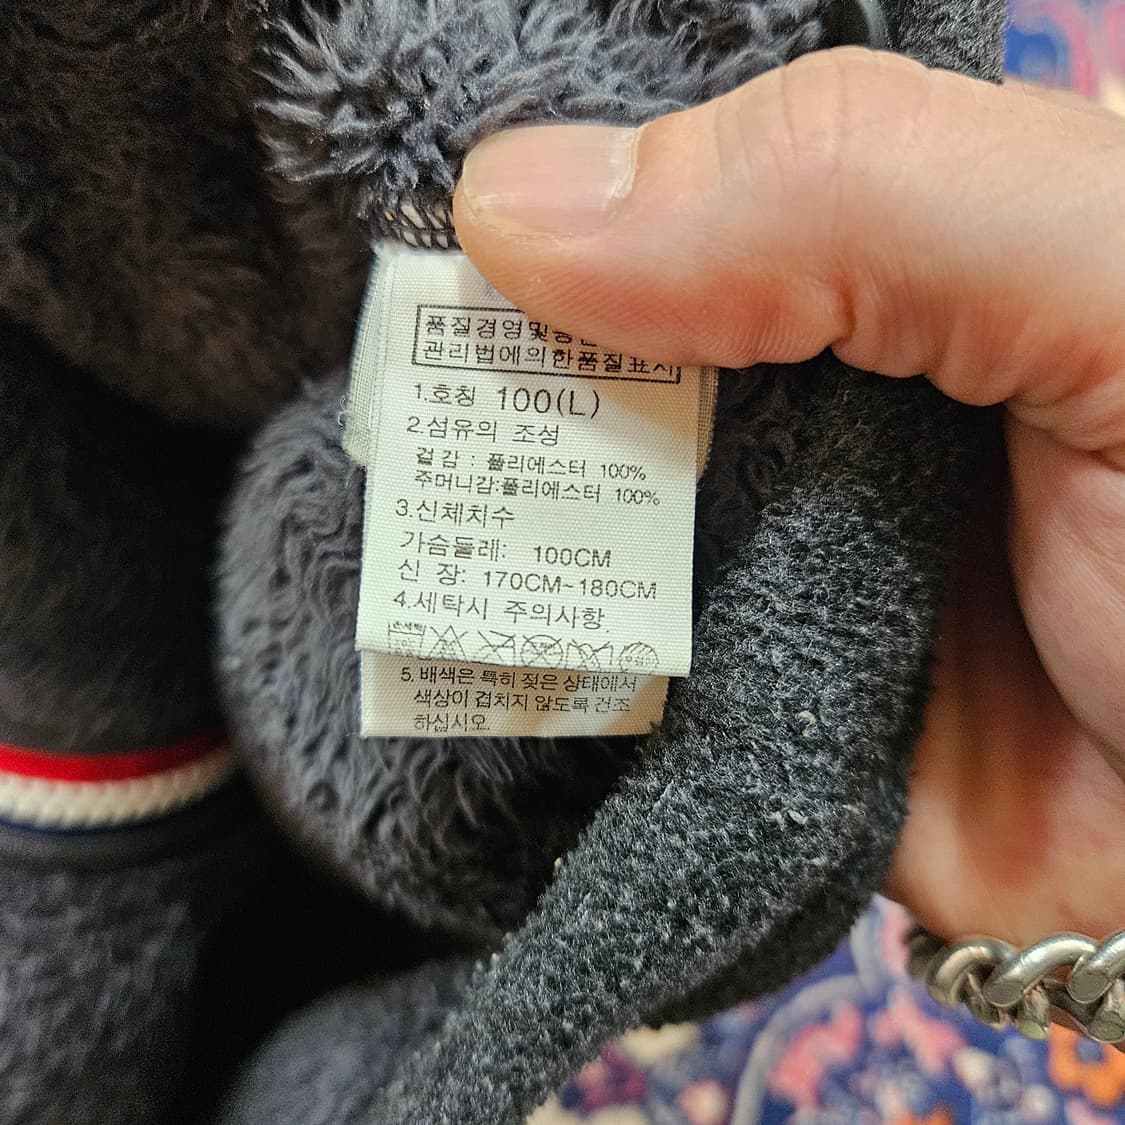 품질경영및공
관리법에의한품질표시
1.호칭 100(L)
2.섬유의 조성
겉감 : 폴리에스터 100%
주머니감:폴리에스터 100%
3.신체치수
가슴둘레: 100CM
신 장: 170CM~180CM
4.세탁시 주의사항.
5. 배색은 특히 젖은 상태에서
색상이 겹치지 않도록 건조
하십시오.